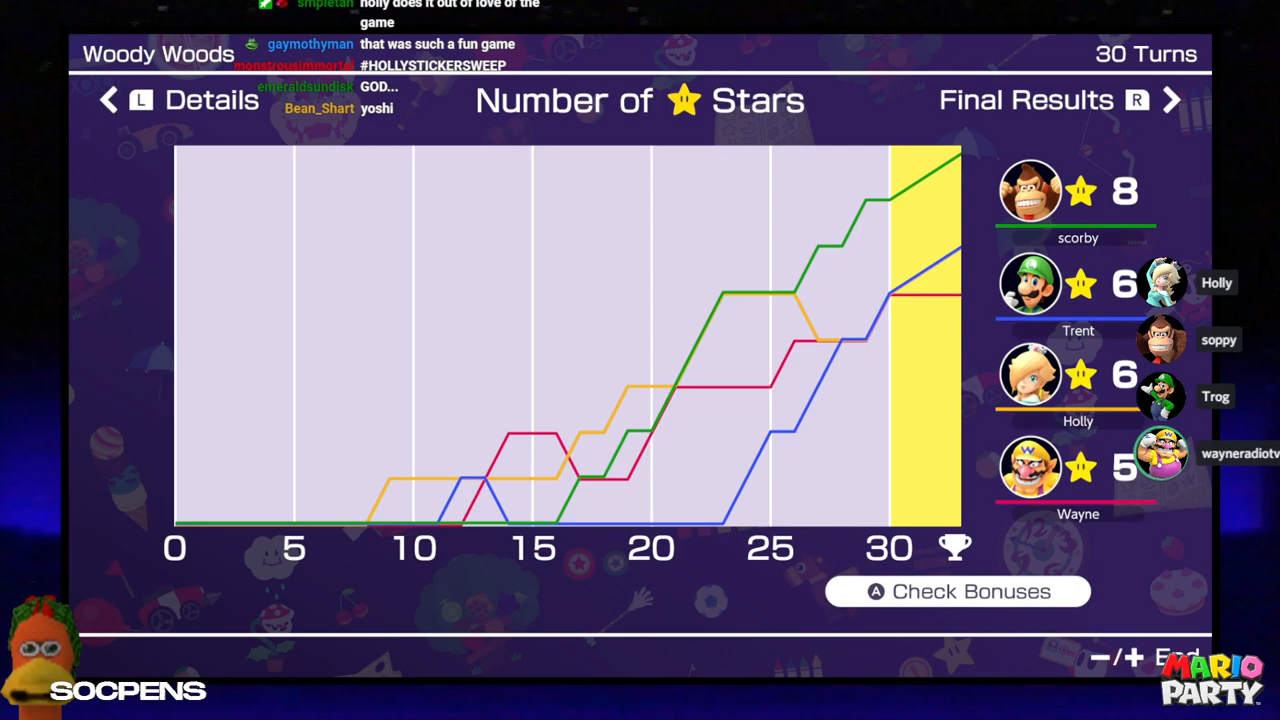 smpletan holly does it out of love of the
game
gaymothyman that was such a fun game
monstrousimmortal #HOLLYSTICKERSWEEP
emeraldsundisk GOD...
Bean_Shart yoshi
Woody Woods
30 Turns
L Details
Number of Stars
Final Results R
8
scorby
6
Trent
6
Holly
5
Wayne
Holly
soppy
Trog
wayneradiotv
0 5 10 15 20 25 30
A Check Bonuses
−/+ End
SOCPENS
MARIO
PARTY